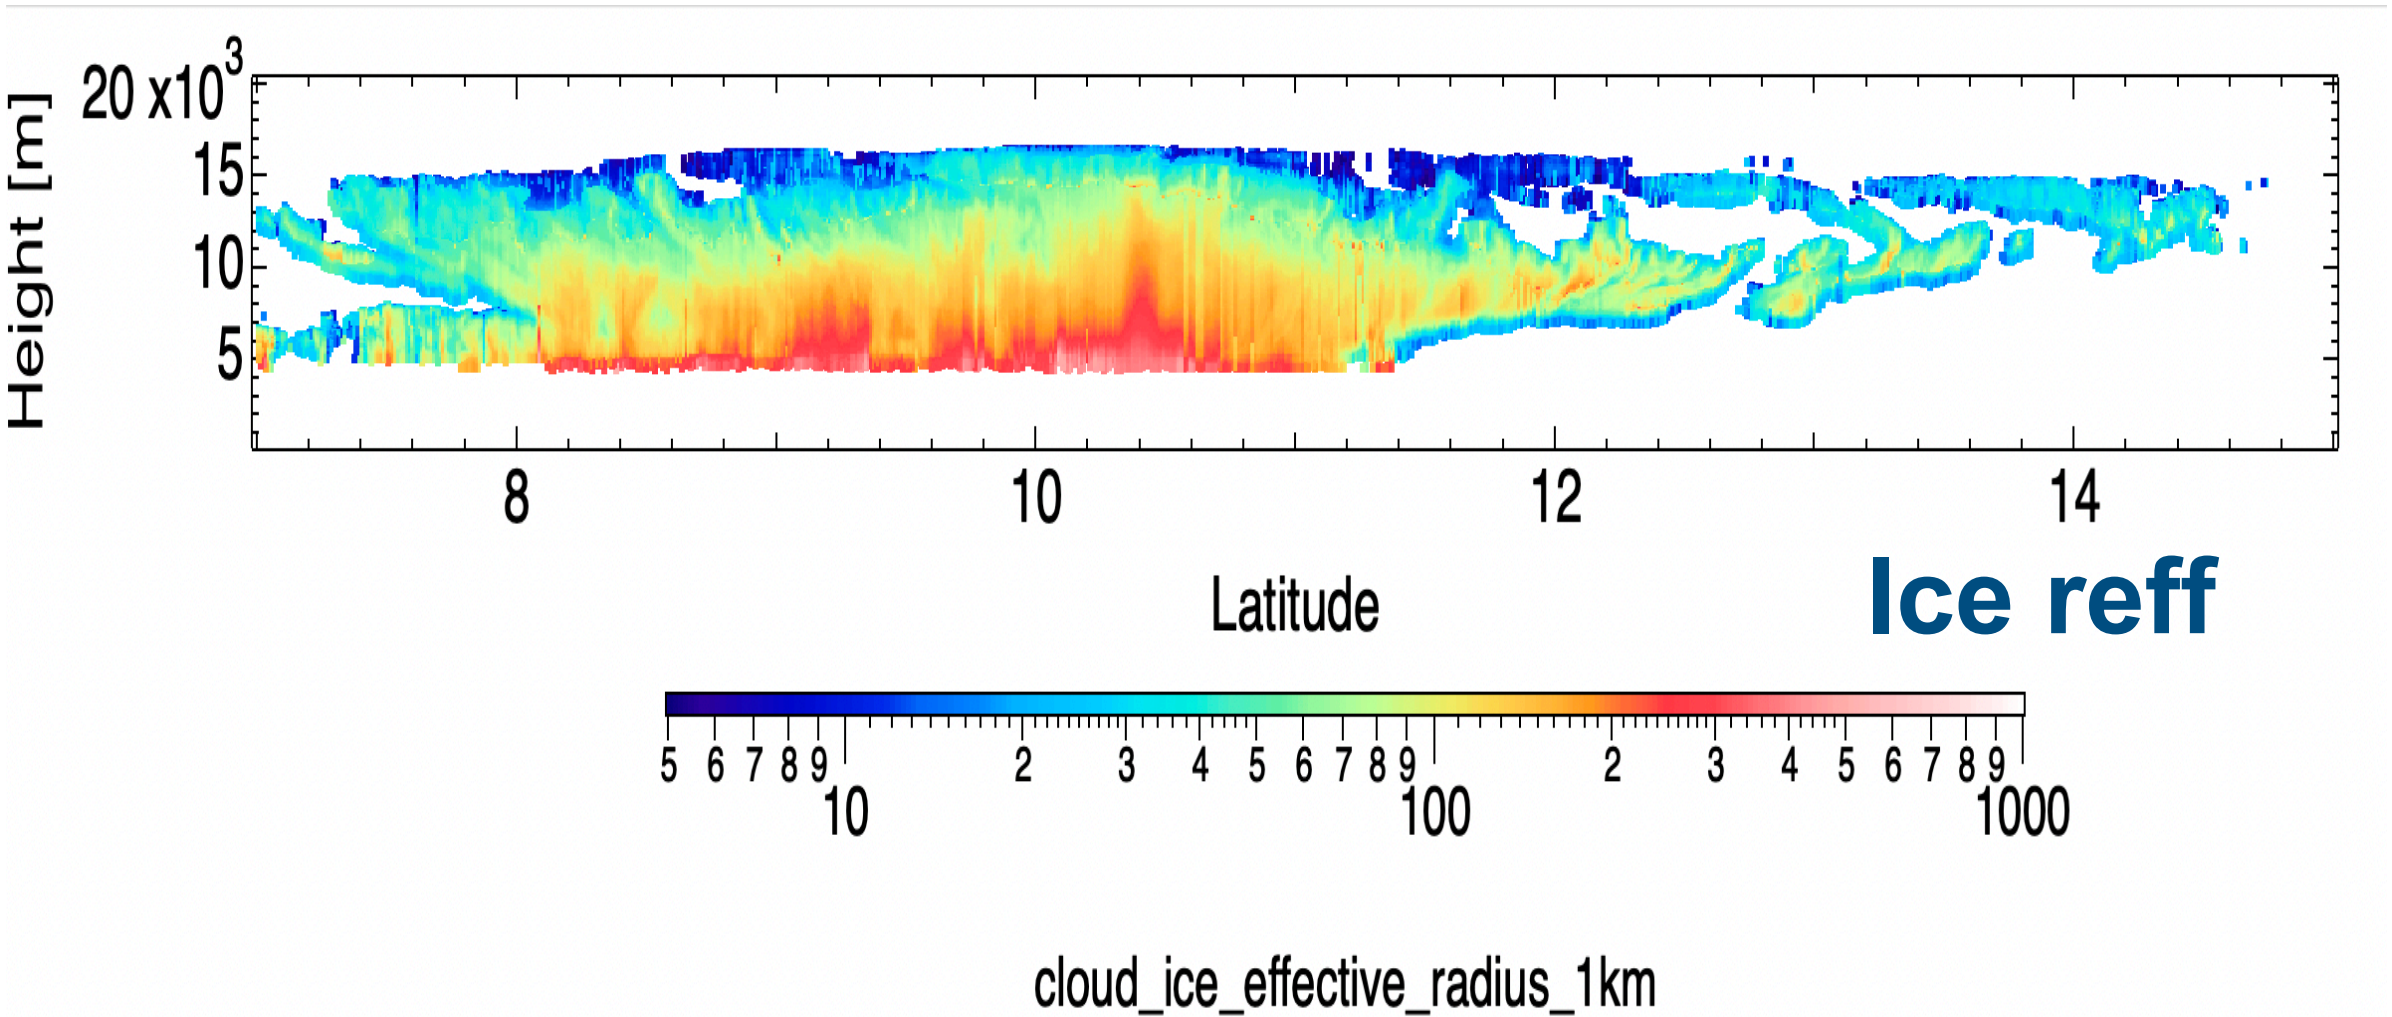 20 x10³
15
10
5
Height [m]
8 10 12 14
Latitude
Ice reff
5 6 7 8 9 2 3 4 5 6 7 8 9 2 3 4 5 6 7 8 9
10 100 1000
cloud_ice_effective_radius_1km